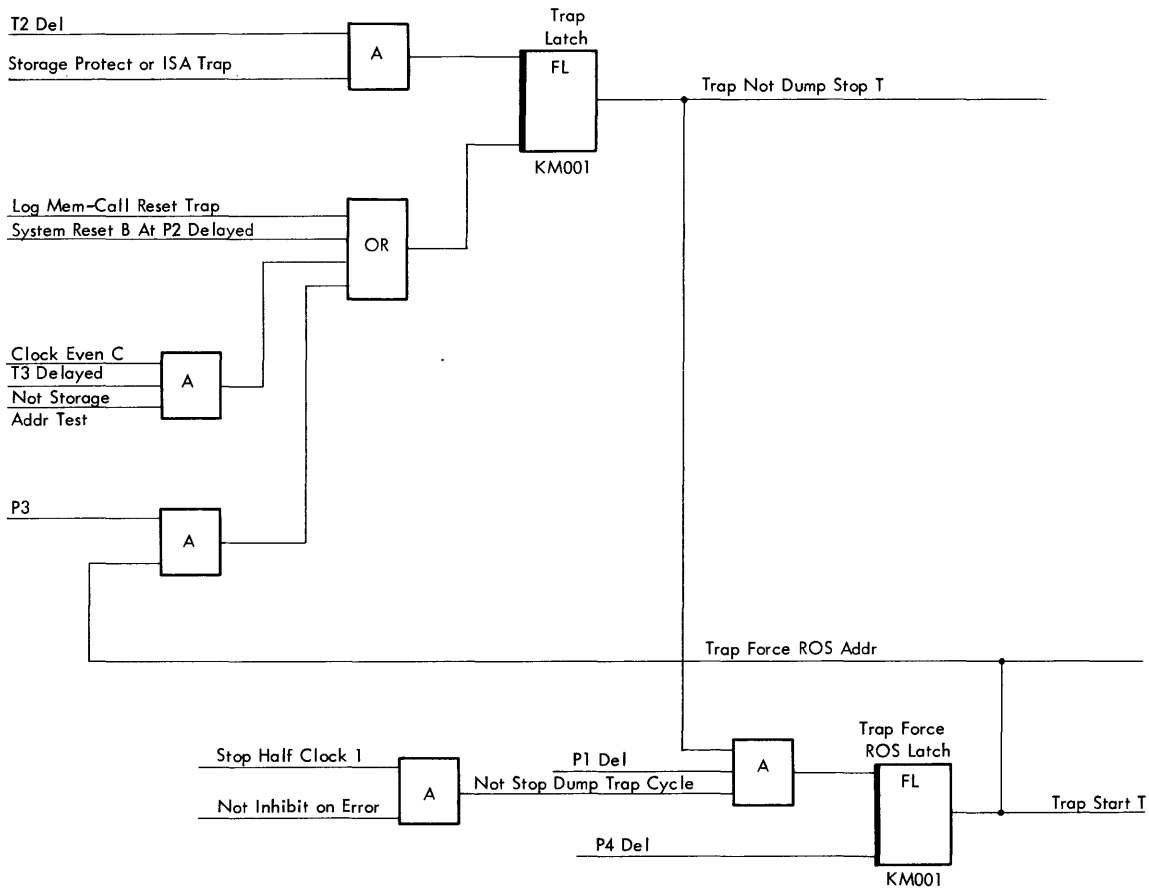 T2 Del
Storage Protect or ISA Trap
A
Trap
Latch
FL
KM001
Trap Not Dump Stop T
Log Mem-Call Reset Trap
System Reset B At P2 Delayed
OR
Clock Even C
T3 Delayed
Not Storage
Addr Test
A
P3
A
Trap Force ROS Addr
Stop Half Clock 1
Not Inhibit on Error
A
P1 Del
Not Stop Dump Trap Cycle
A
Trap Force
ROS Latch
FL
KM001
Trap Start T
P4 Del